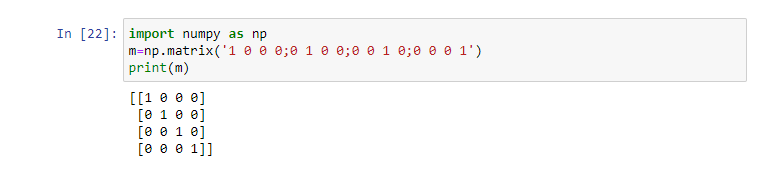 In [22]: import numpy as np
m=np.matrix('1 0 0 0;0 1 0 0;0 0 1 0;0 0 0 1')
print(m)
[[1 0 0 0]
[0 1 0 0]
[0 0 1 0]
[0 0 0 1]]